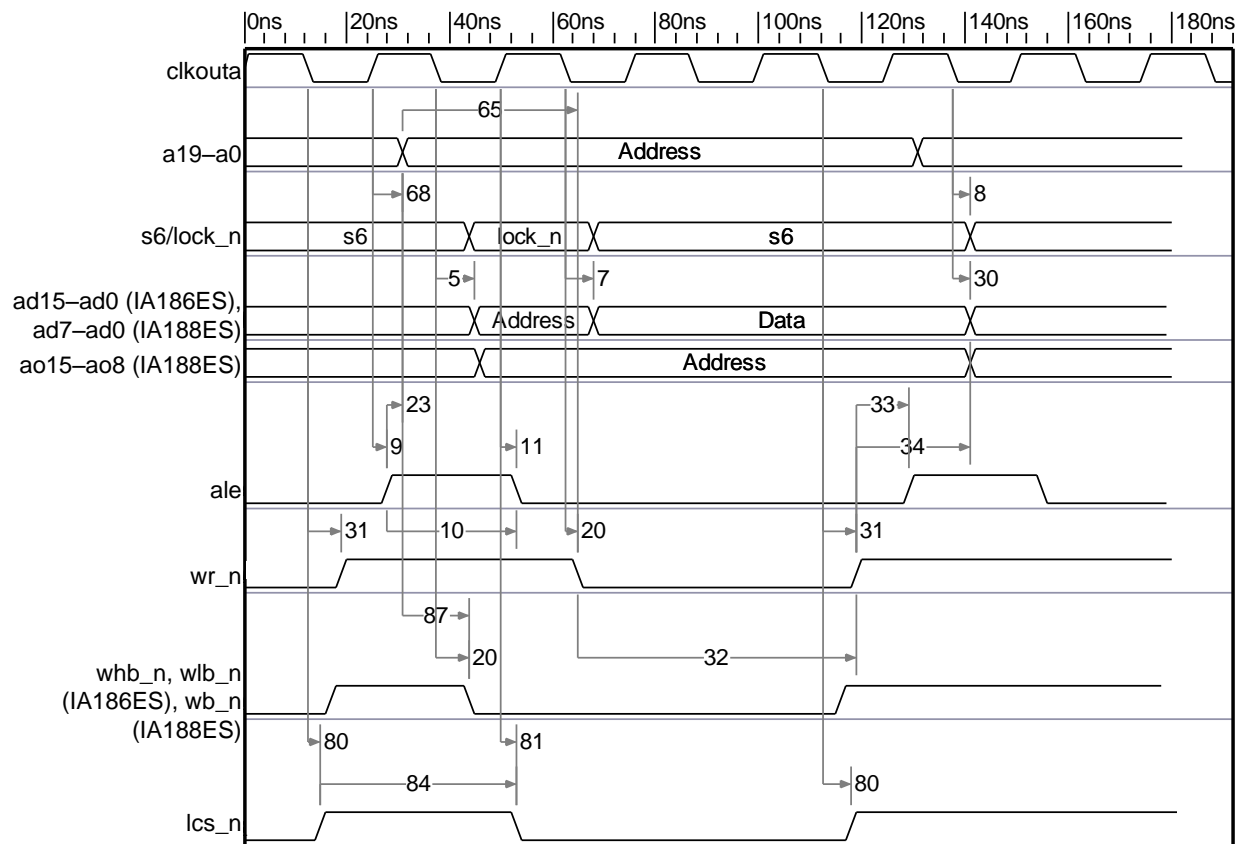 0ns 20ns 40ns 60ns 100ns 120ns 140ns 160ns 180ns
clkouta
65
a19–a0 Address
68 8
s6/lock_n s6 lock_n s6
5 7 30
ad15–ad0 (IA186ES),
ad7–ad0 (IA188ES) Address Data
ao15–ao8 (IA188ES) Address
23 33
9 11 34
ale
31 10 20 31
wr_n
87
20 32
whb_n, wlb_n
(IA186ES), wb_n
(IA188ES)
80 81
84 80
lcs_n